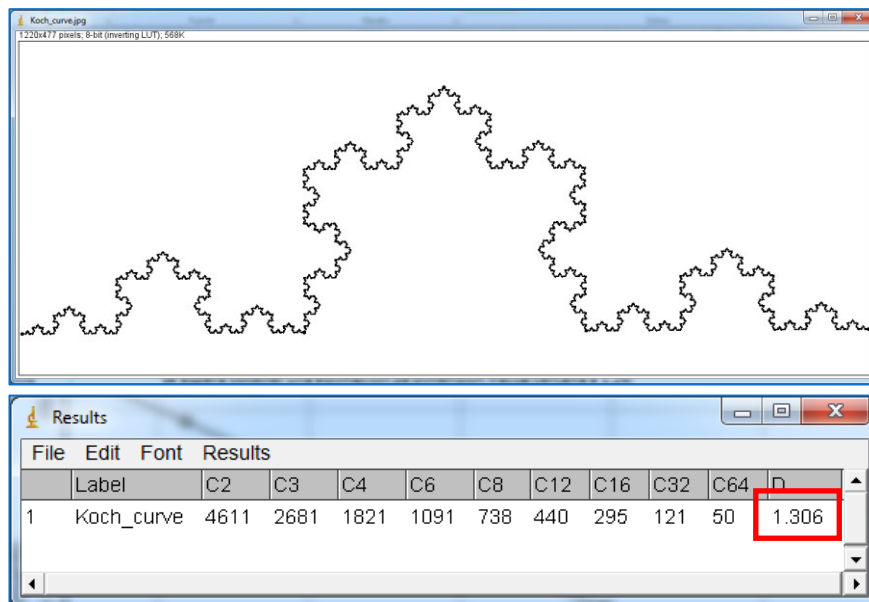 Koch_curve.jpg
1220x477 pixels; 8-bit (inverting LUT); 568K
Results
File Edit Font Results
Label C2 C3 C4 C6 C8 C12 C16 C32 C64 D
1 Koch_curve 4611 2681 1821 1091 738 440 295 121 50 1.306